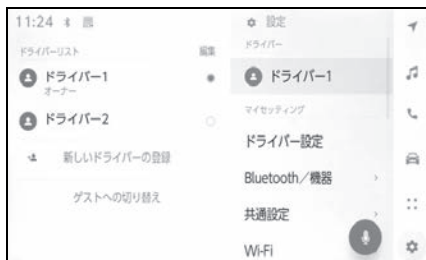 11:24
ドライバーリスト
編集
ドライバー1
オーナー
ドライバー2
新しいドライバーの登録
ゲストへの切り替え
設定
ドライバー
ドライバー1
マイセッティング
ドライバー設定
Bluetooth／機器
共通設定
Wi-Fi